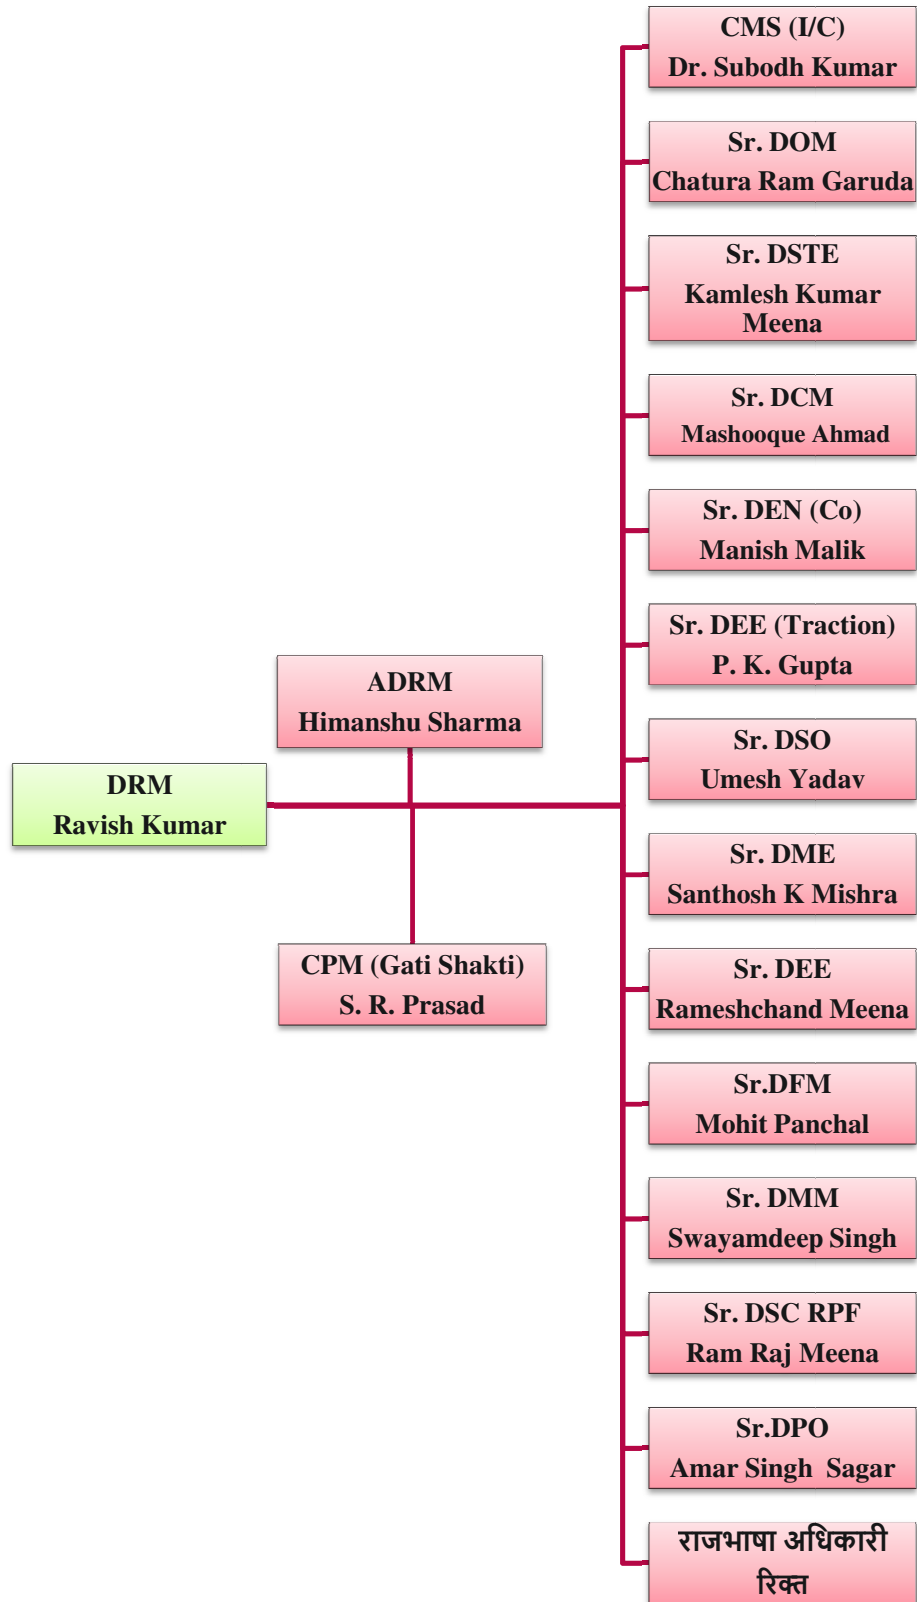 DRM
Ravish Kumar
ADRM
Himanshu Sharma
CPM (Gati Shakti)
S. R. Prasad
CMS (I/C)
Dr. Subodh Kumar
Sr. DOM
Chatura Ram Garuda
Sr. DSTE
Kamlesh Kumar
Meena
Sr. DCM
Mashooque Ahmad
Sr. DEN (Co)
Manish Malik
Sr. DEE (Traction)
P. K. Gupta
Sr. DSO
Umesh Yadav
Sr. DME
Santhosh K Mishra
Sr. DEE
Rameshchand Meena
Sr.DFM
Mohit Panchal
Sr. DMM
Swayamdeep Singh
Sr. DSC RPF
Ram Raj Meena
Sr.DPO
Amar Singh  Sagar
राजभाषा अधिकारी
रिक्त